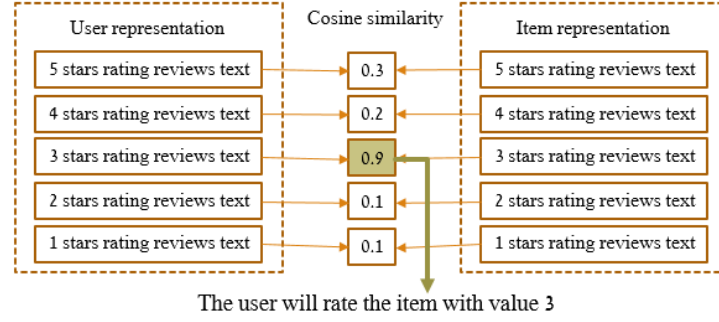 User representation
Cosine similarity
Item representation
5 stars rating reviews text
0.3
5 stars rating reviews text
4 stars rating reviews text
0.2
4 stars rating reviews text
3 stars rating reviews text
0.9
3 stars rating reviews text
2 stars rating reviews text
0.1
2 stars rating reviews text
1 stars rating reviews text
0.1
1 stars rating reviews text
The user will rate the item with value 3